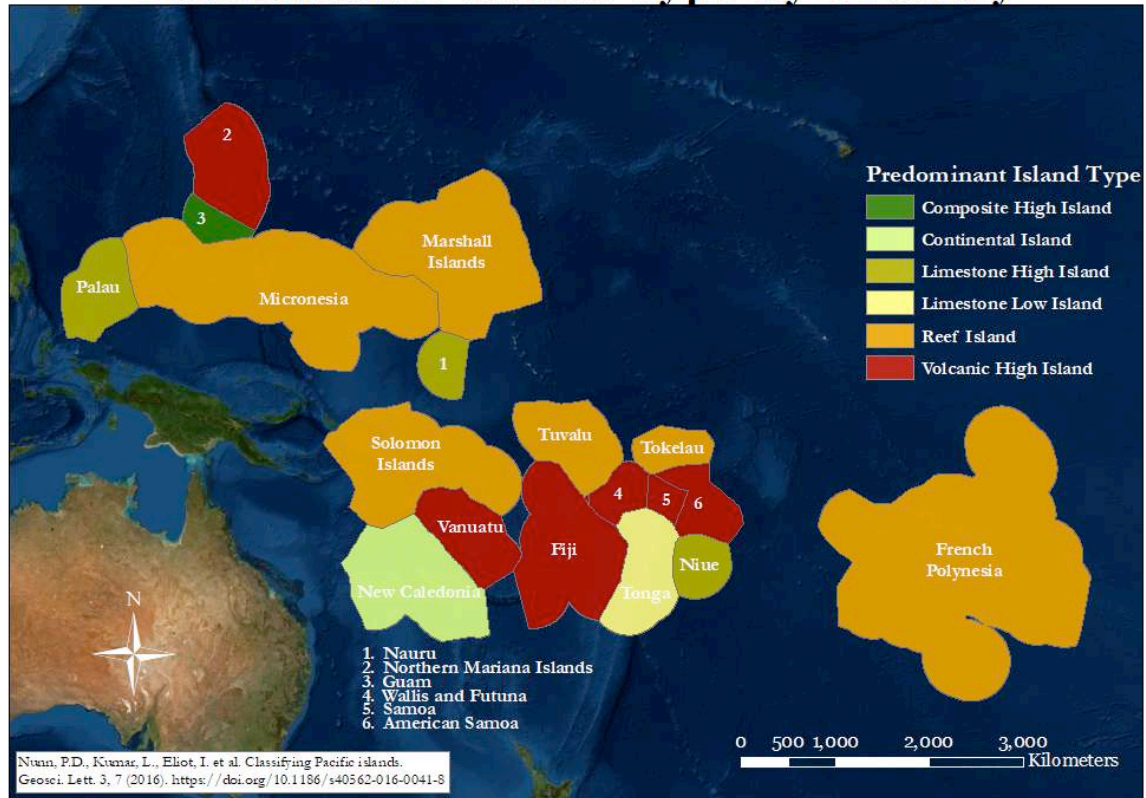 2
3
Palau
Micronesia
Marshall
Islands
1
Predominant Island Type
Composite High Island
Continental Island
Limestone High Island
Limestone Low Island
Reef Island
Volcanic High Island
Solomon
Islands
Tuvalu
Tokelau
4
5
6
Vanuatu
Fiji
New Caledonia
Tonga
Niue
French
Polynesia
N
1. Nauru
2. Northern Mariana Islands
3. Guam
4. Wallis and Futuna
5. Samoa
6. American Samoa
0 500 1,000 2,000 3,000
Kilometers
Nunn, P.D., Kumar, L., Eliot, I. et al. Classifying Pacific islands.
Geosci. Lett. 3, 7 (2016). https://doi.org/10.1186/s40562-016-0041-8